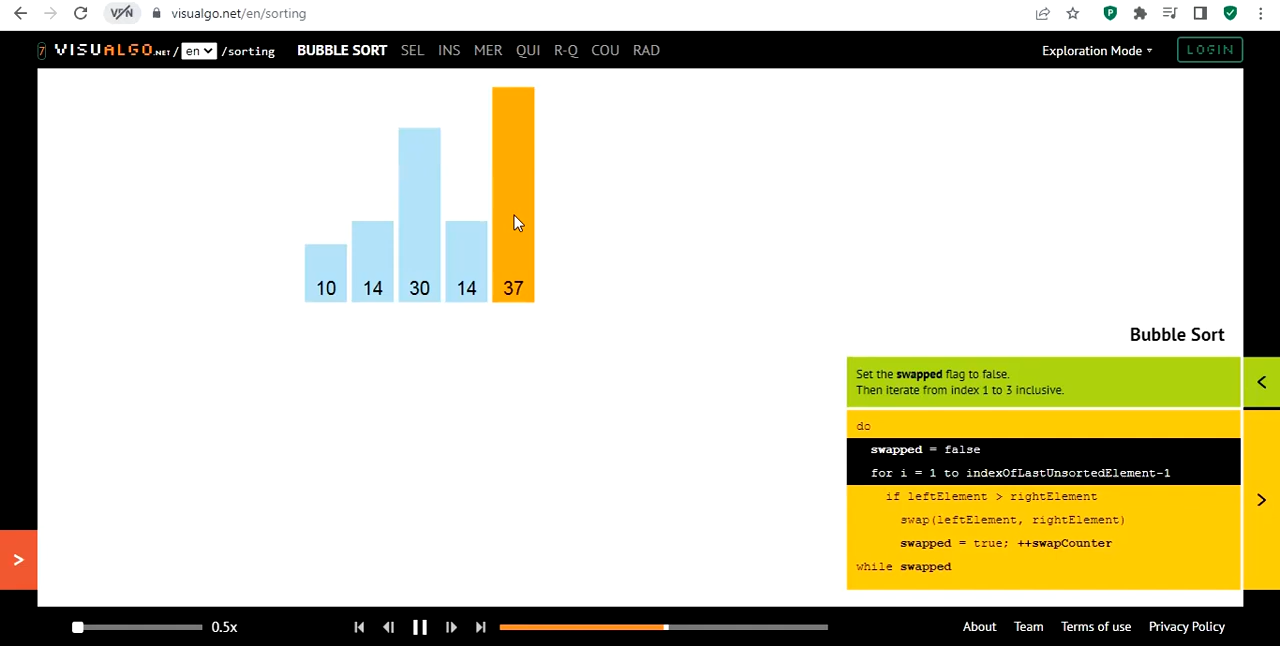 VPN visualgo.net/en/sorting
7 VISUALGO.NET / en /sorting BUBBLE SORT SEL INS MER QUI R-Q COU RAD Exploration Mode LOGIN
10 14 30 14 37
Bubble Sort
Set the swapped flag to false.
Then iterate from index 1 to 3 inclusive.
do
swapped = false
for i = 1 to indexOfLastUnsortedElement-1
if leftElement > rightElement
swap(leftElement, rightElement)
swapped = true; ++swapCounter
while swapped
0.5x About Team Terms of use Privacy Policy